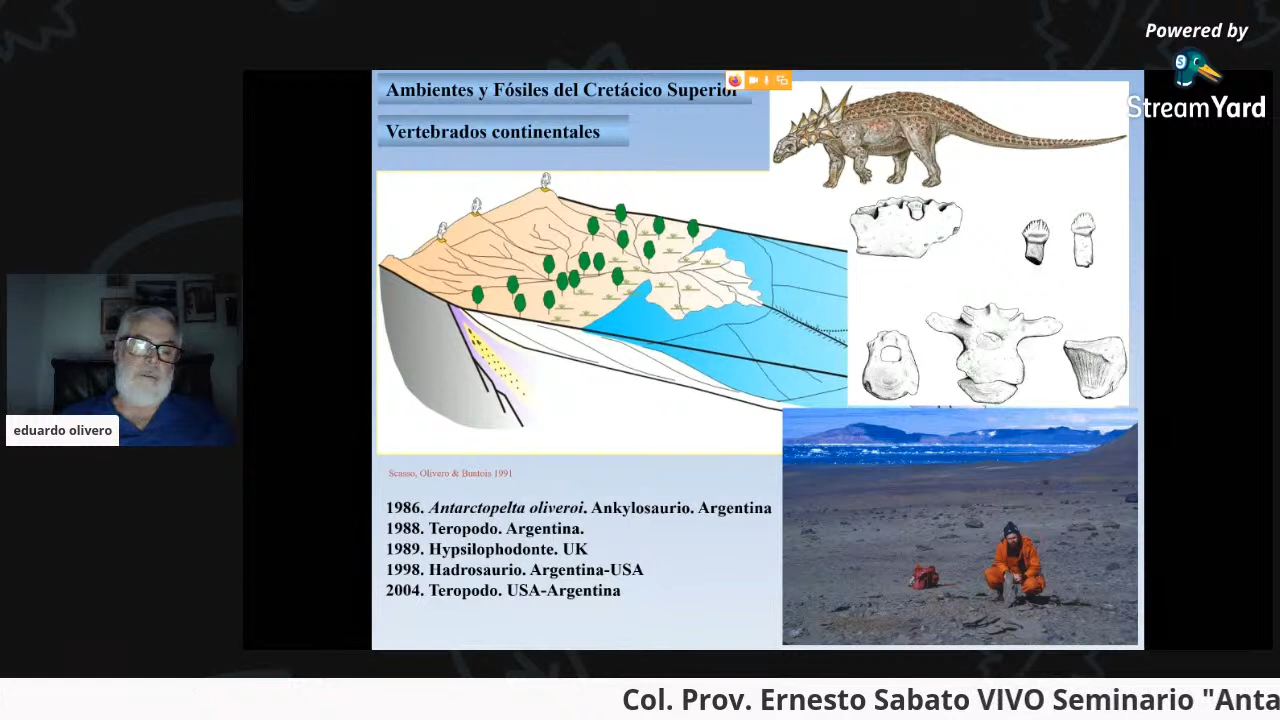 Powered by
StreamYard
Ambientes y Fósiles del Cretácico Superior
Vertebrados continentales
eduardo olivero
Scasso, Olivero & Buatois 1991
1986. Antarctopelta oliveroi. Ankylosaurio. Argentina
1988. Teropodo. Argentina.
1989. Hypsilophodonte. UK
1998. Hadrosaurio. Argentina-USA
2004. Teropodo. USA-Argentina
Col. Prov. Ernesto Sabato VIVO Seminario "Anta